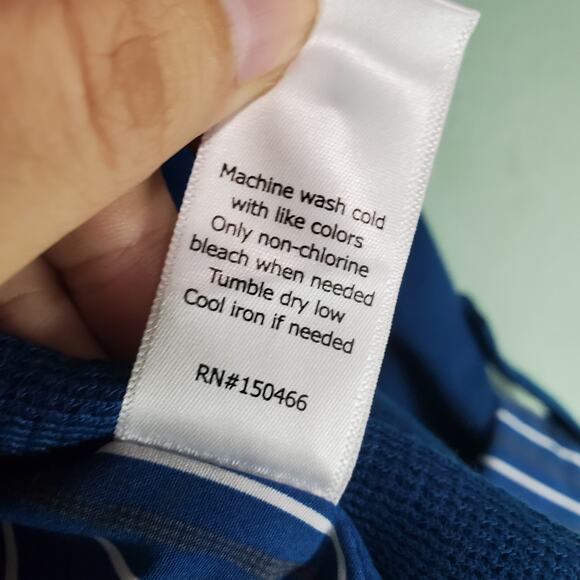 Machine wash cold
with like colors
Only non-chlorine
bleach when needed
Tumble dry low
Cool iron if needed
RN#150466